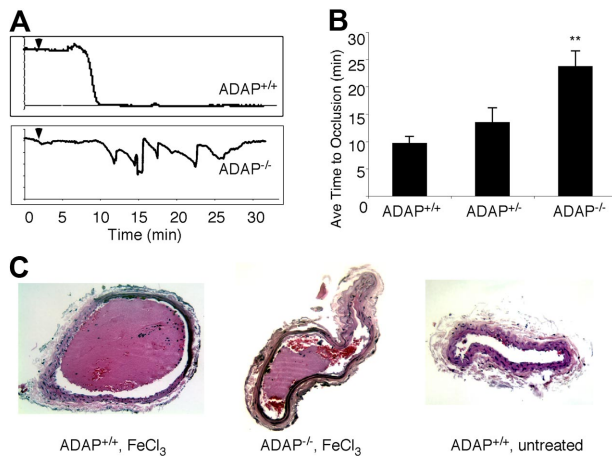 A
ADAP+/+
ADAP-/-
0 5 10 15 20 25 30
Time (min)
B
Ave Time to Occlusion (min)
30
25
20
15
10
5
0
**
ADAP+/+ ADAP+/- ADAP-/-
C
ADAP+/+, FeCl3 ADAP-/-, FeCl3 ADAP+/+, untreated